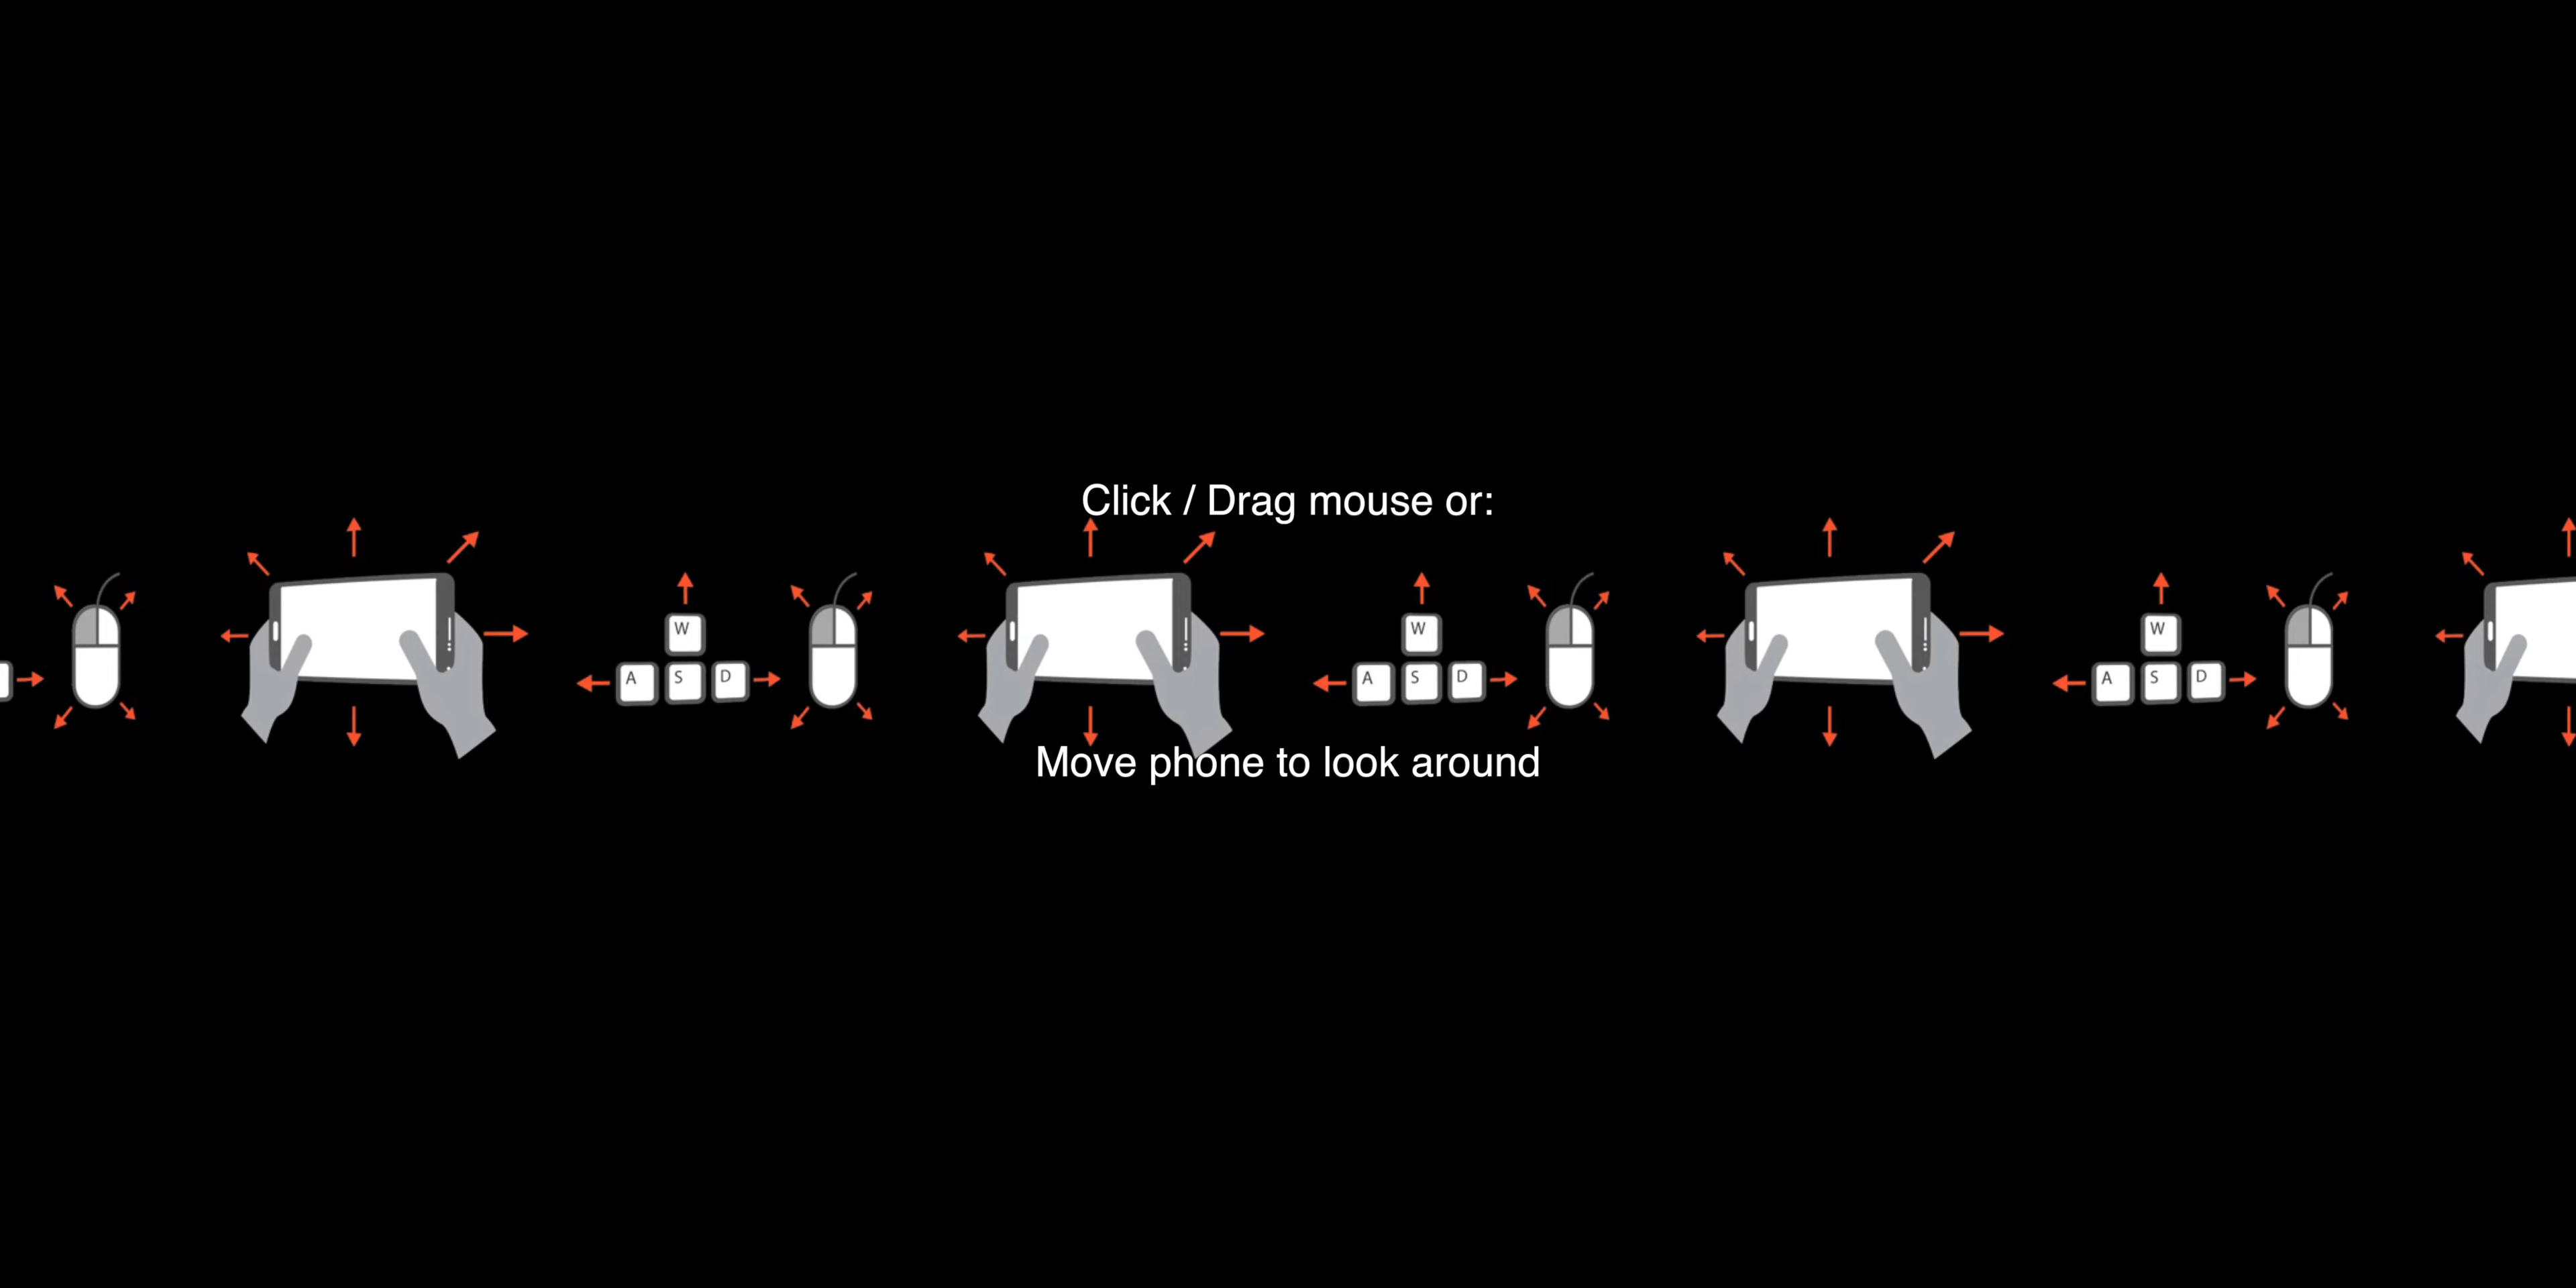 Click / Drag mouse or:
W
W
W
A S D
A S D
A S D
Move phone to look around